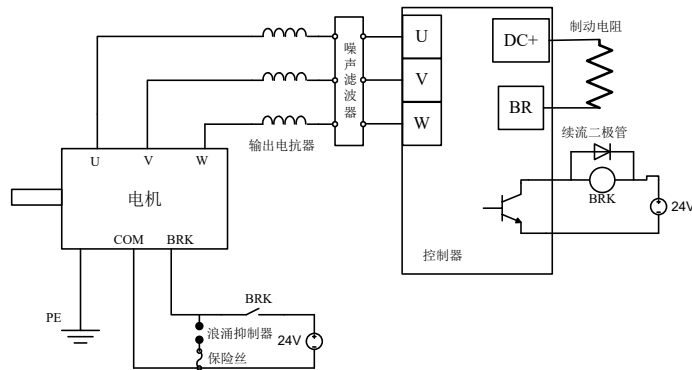 噪声滤波器
U
V
W
DC+
制动电阻
BR
输出电抗器
续流二极管
BRK
24V
控制器
U V W
电机
COM BRK
PE
BRK
浪涌抑制器
24V
保险丝